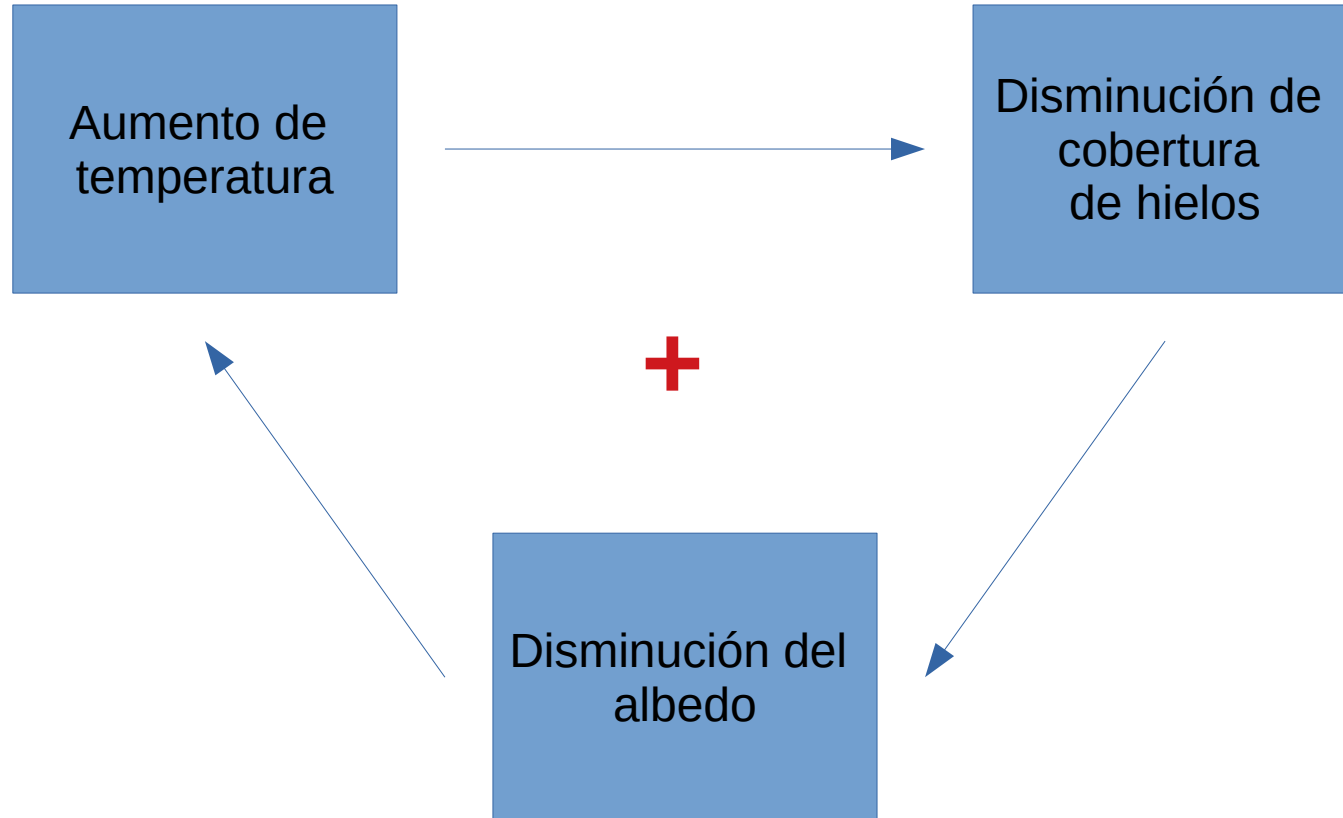 Aumento de
temperatura
Disminución de
cobertura
de hielos
+
Disminución del
albedo